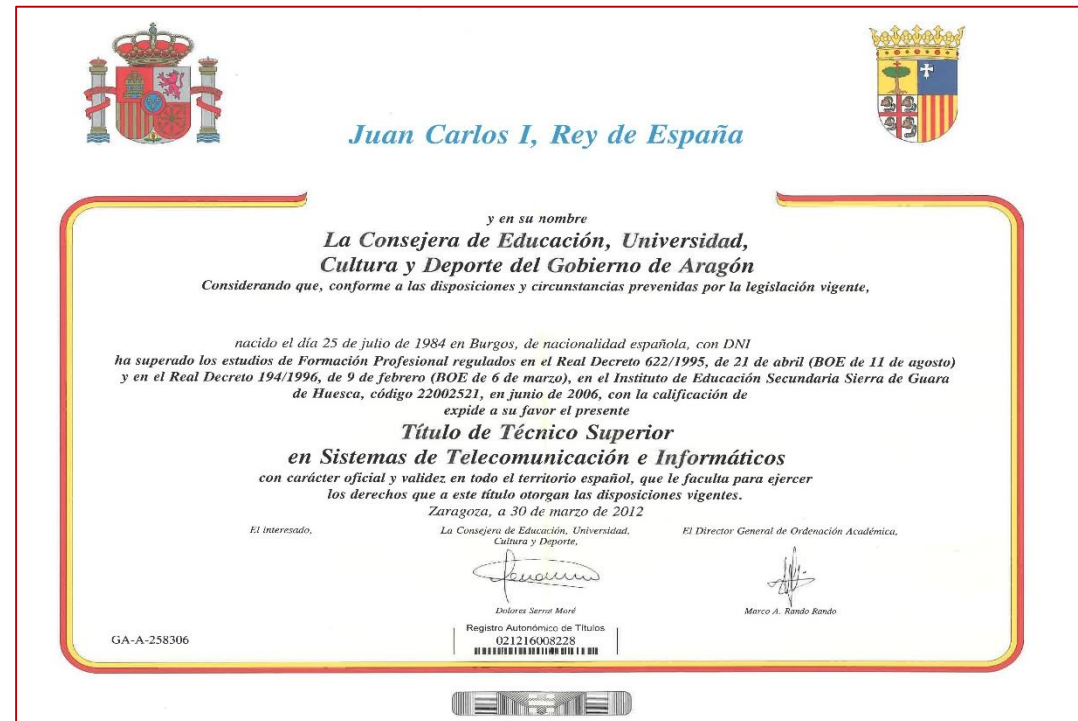 Juan Carlos I, Rey de España
y en su nombre
La Consejera de Educación, Universidad,
Cultura y Deporte del Gobierno de Aragón
Considerando que, conforme a las disposiciones y circunstancias prevenidas por la legislación vigente,
nacido el día 25 de julio de 1984 en Burgos, de nacionalidad española, con DNI
ha superado los estudios de Formación Profesional regulados en el Real Decreto 622/1995, de 21 de abril (BOE de 11 de agosto)
y en el Real Decreto 194/1996, de 9 de febrero (BOE de 6 de marzo), en el Instituto de Educación Secundaria Sierra de Guara
de Huesca, código 22002521, en junio de 2006, con la calificación de
expide a su favor el presente
Título de Técnico Superior
en Sistemas de Telecomunicación e Informáticos
con carácter oficial y validez en todo el territorio español, que le faculta para ejercer
los derechos que a este título otorgan las disposiciones vigentes.
Zaragoza, a 30 de marzo de 2012
El interesado,
La Consejera de Educación, Universidad,
Cultura y Deporte,
El Director General de Ordenación Académica,
Dolores Serrat Moré
Marco A. Rando Rando
GA-A-258306
Registro Autonómico de Títulos
021216008228